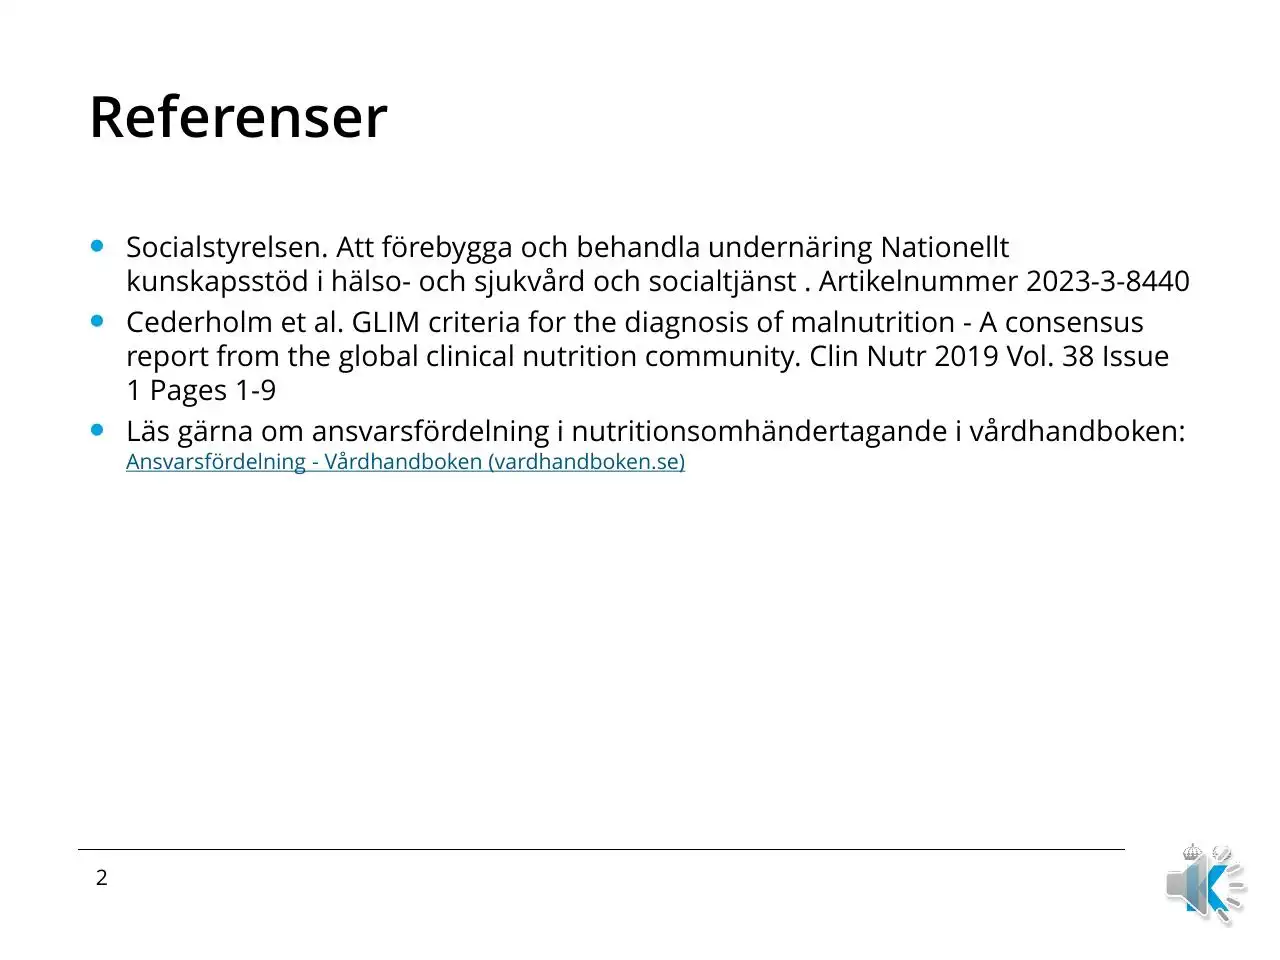 Referenser
Socialstyrelsen. Att förebygga och behandla undernäring Nationellt
kunskapsstöd i hälso- och sjukvård och socialtjänst . Artikelnummer 2023-3-8440
Cederholm et al. GLIM criteria for the diagnosis of malnutrition - A consensus
report from the global clinical nutrition community. Clin Nutr 2019 Vol. 38 Issue
1 Pages 1-9
Läs gärna om ansvarsfördelning i nutritionsomhändertagande i vårdhandboken:
Ansvarsfördelning - Vårdhandboken (vardhandboken.se)
2
K